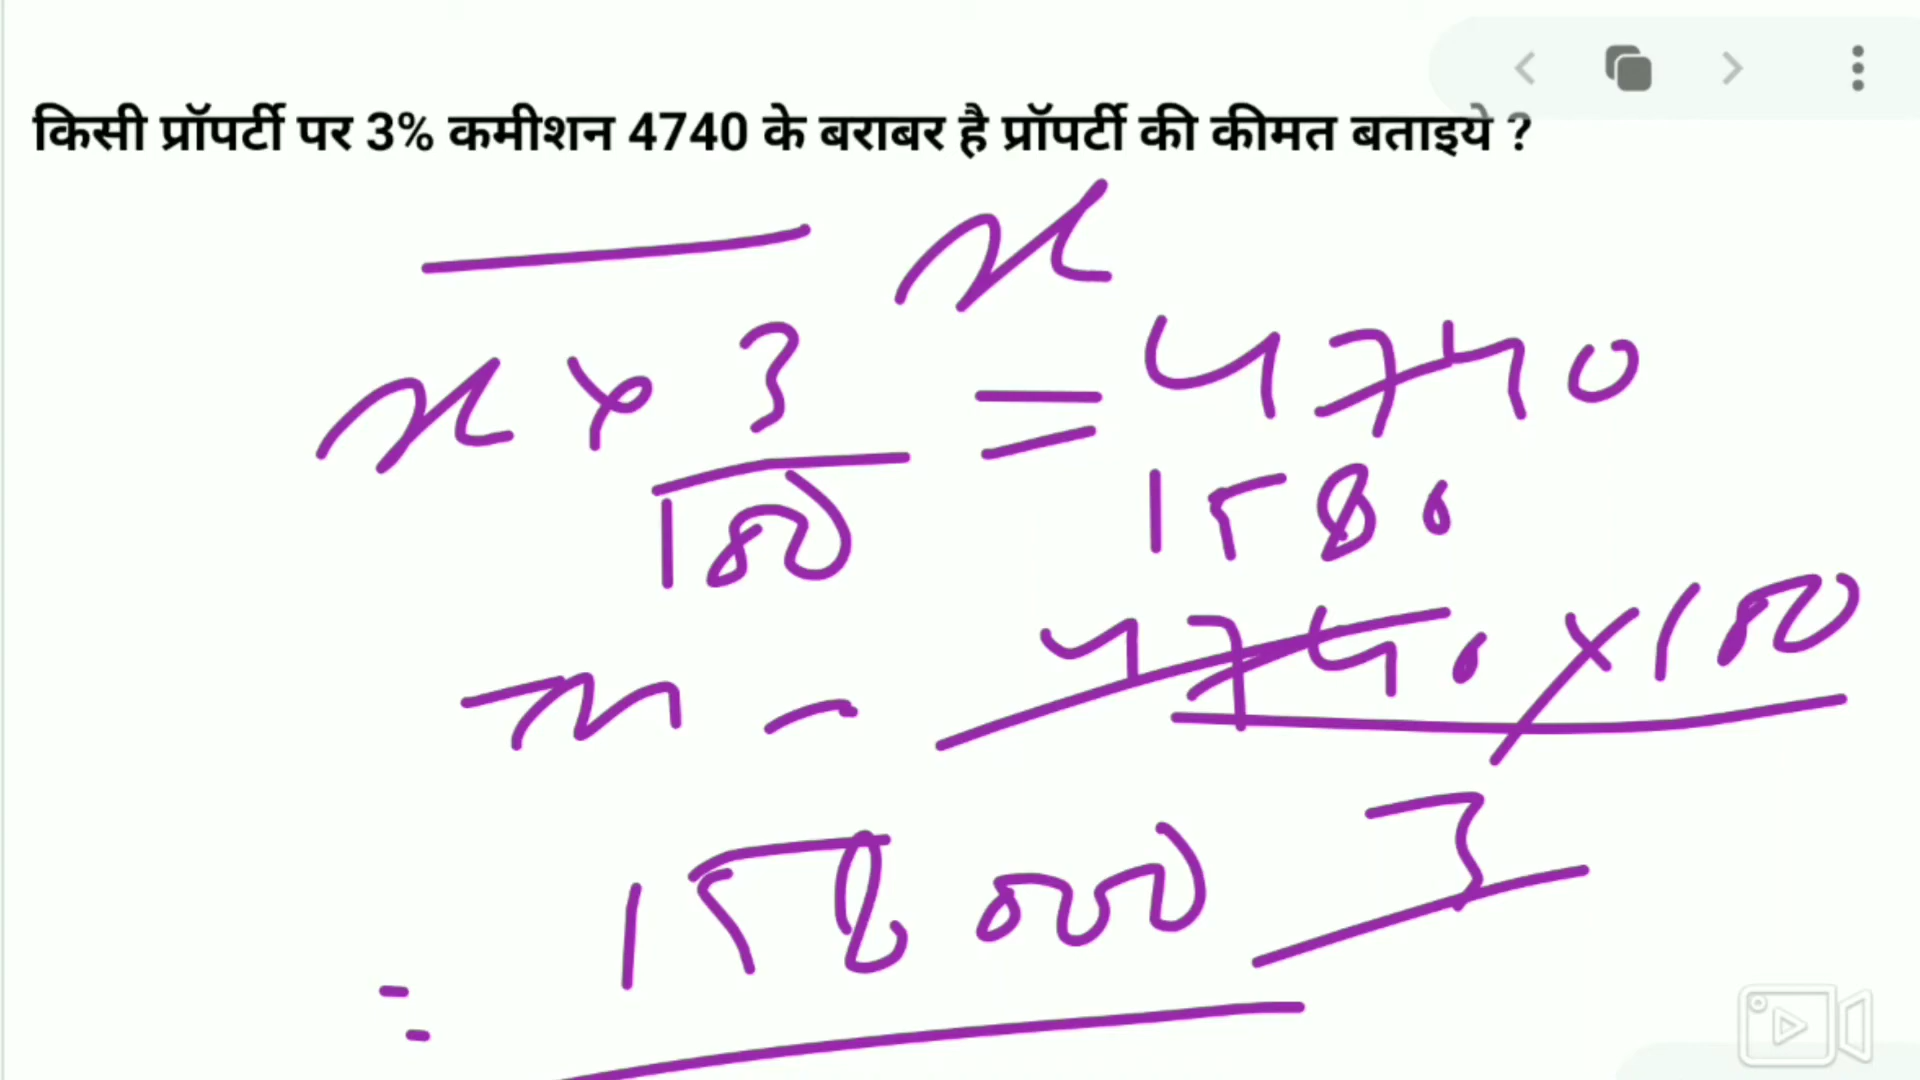 किसी प्रॉपर्टी पर 3% कमीशन 4740 के बराबर है प्रॉपर्टी की कीमत बताइये ?
x
x × 3 = 4740
100
1580
x = 4740 × 100
3
= 158000